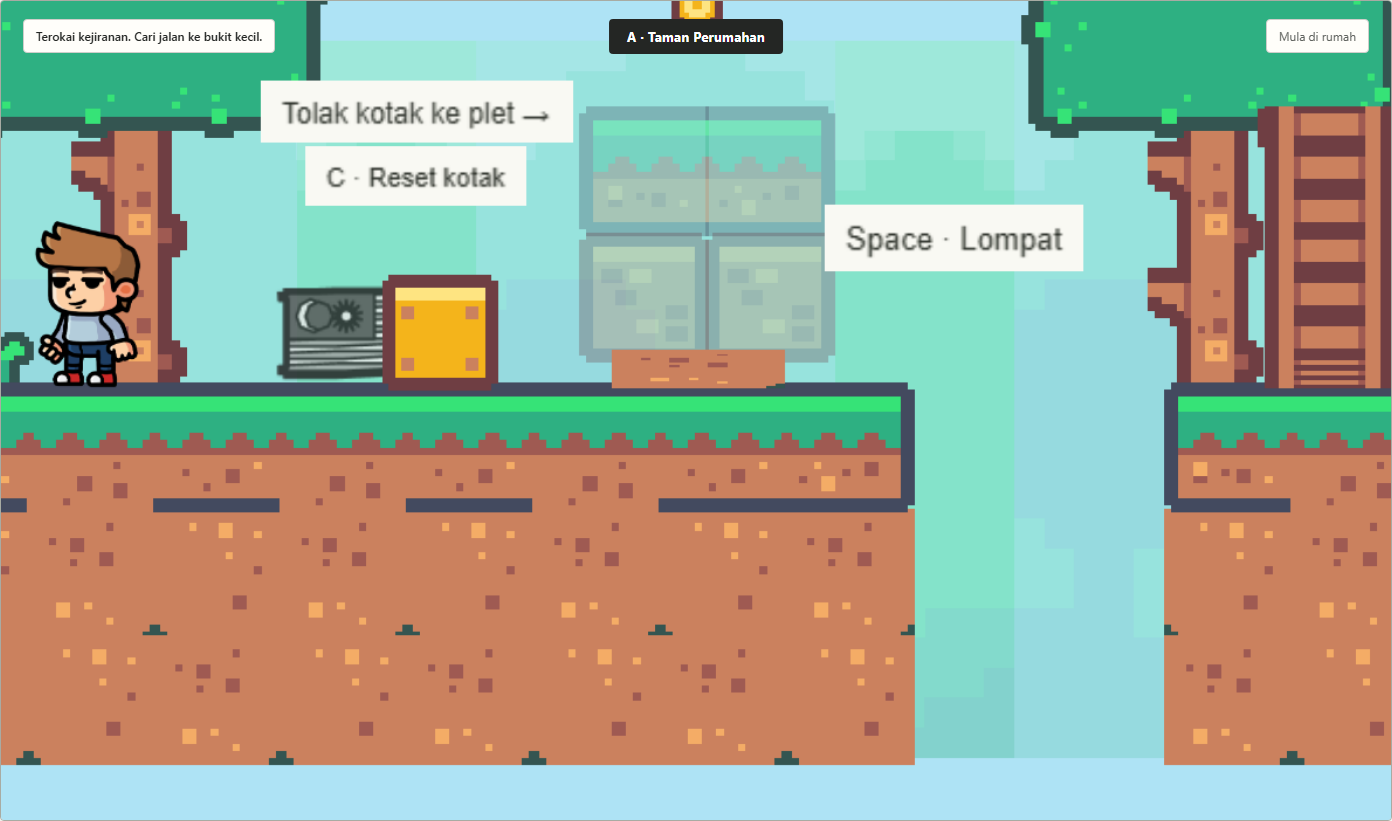 Terokai kejiranan. Cari jalan ke bukit kecil.
A · Taman Perumahan
Mula di rumah
Tolak kotak ke plet →
C · Reset kotak
Space · Lompat